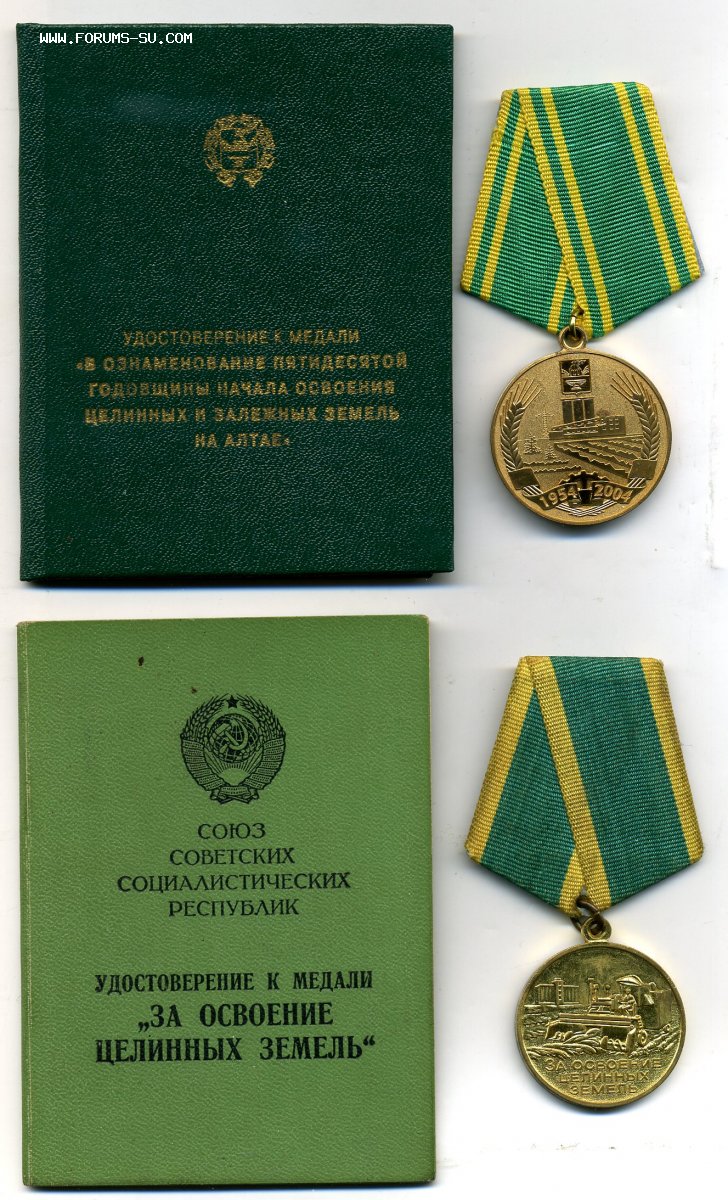 WWW.FORUMS-SU.COM
УДОСТОВЕРЕНИЕ К МЕДАЛИ
«В ОЗНАМЕНОВАНИЕ ПЯТИДЕСЯТОЙ
ГОДОВЩИНЫ НАЧАЛА ОСВОЕНИЯ
ЦЕЛИННЫХ И ЗАЛЕЖНЫХ ЗЕМЕЛЬ
НА АЛТАЕ»
1954 2004
СОЮЗ
СОВЕТСКИХ
СОЦИАЛИСТИЧЕСКИХ
РЕСПУБЛИК
УДОСТОВЕРЕНИЕ К МЕДАЛИ
„ЗА ОСВОЕНИЕ
ЦЕЛИННЫХ ЗЕМЕЛЬ“
ЗА ОСВОЕНИЕ
ЦЕЛИННЫХ
ЗЕМЕЛЬ